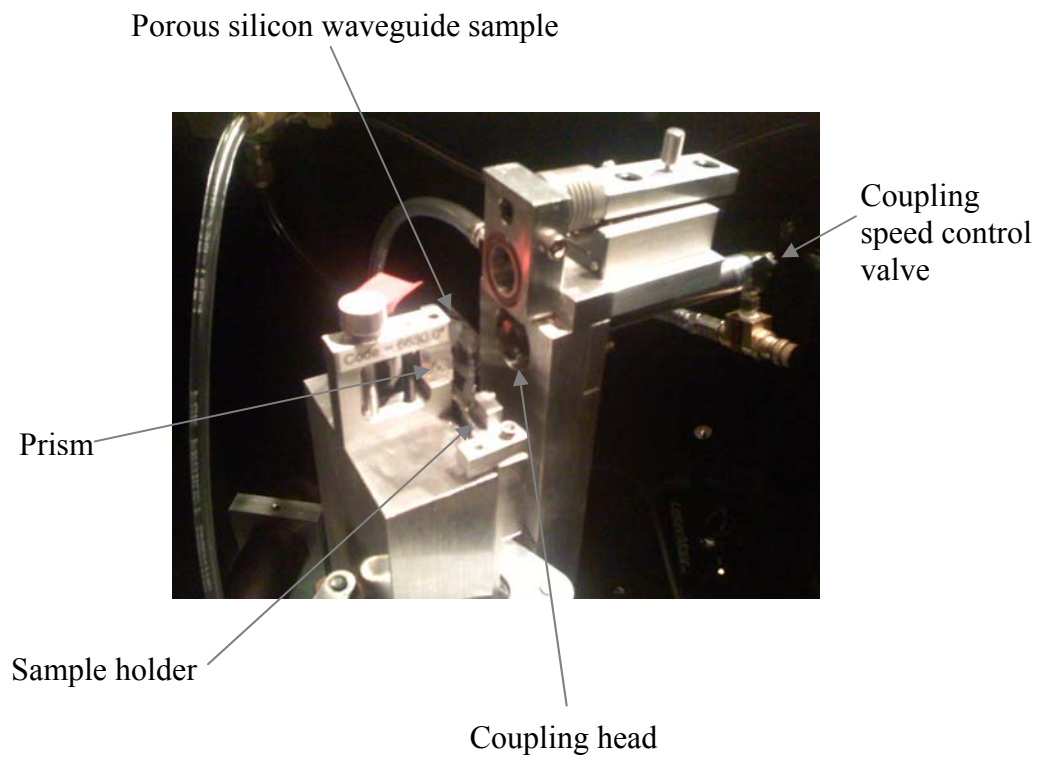 Porous silicon waveguide sample
Coupling
speed control
valve
Prism
Sample holder
Coupling head